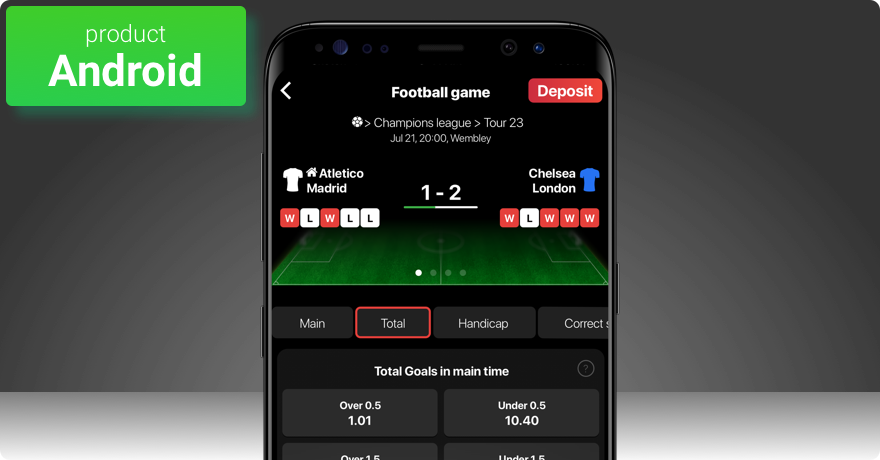 product
Android
Football game
Deposit
> Champions league > Tour 23
Jul 21, 20:00, Wembley
Atletico
Madrid
1 - 2
Chelsea
London
W L W L L
W L W W W
Main
Total
Handicap
Correct s
Total Goals in main time
?
Over 0.5
1.01
Under 0.5
10.40
Over 1.5
Under 1.5